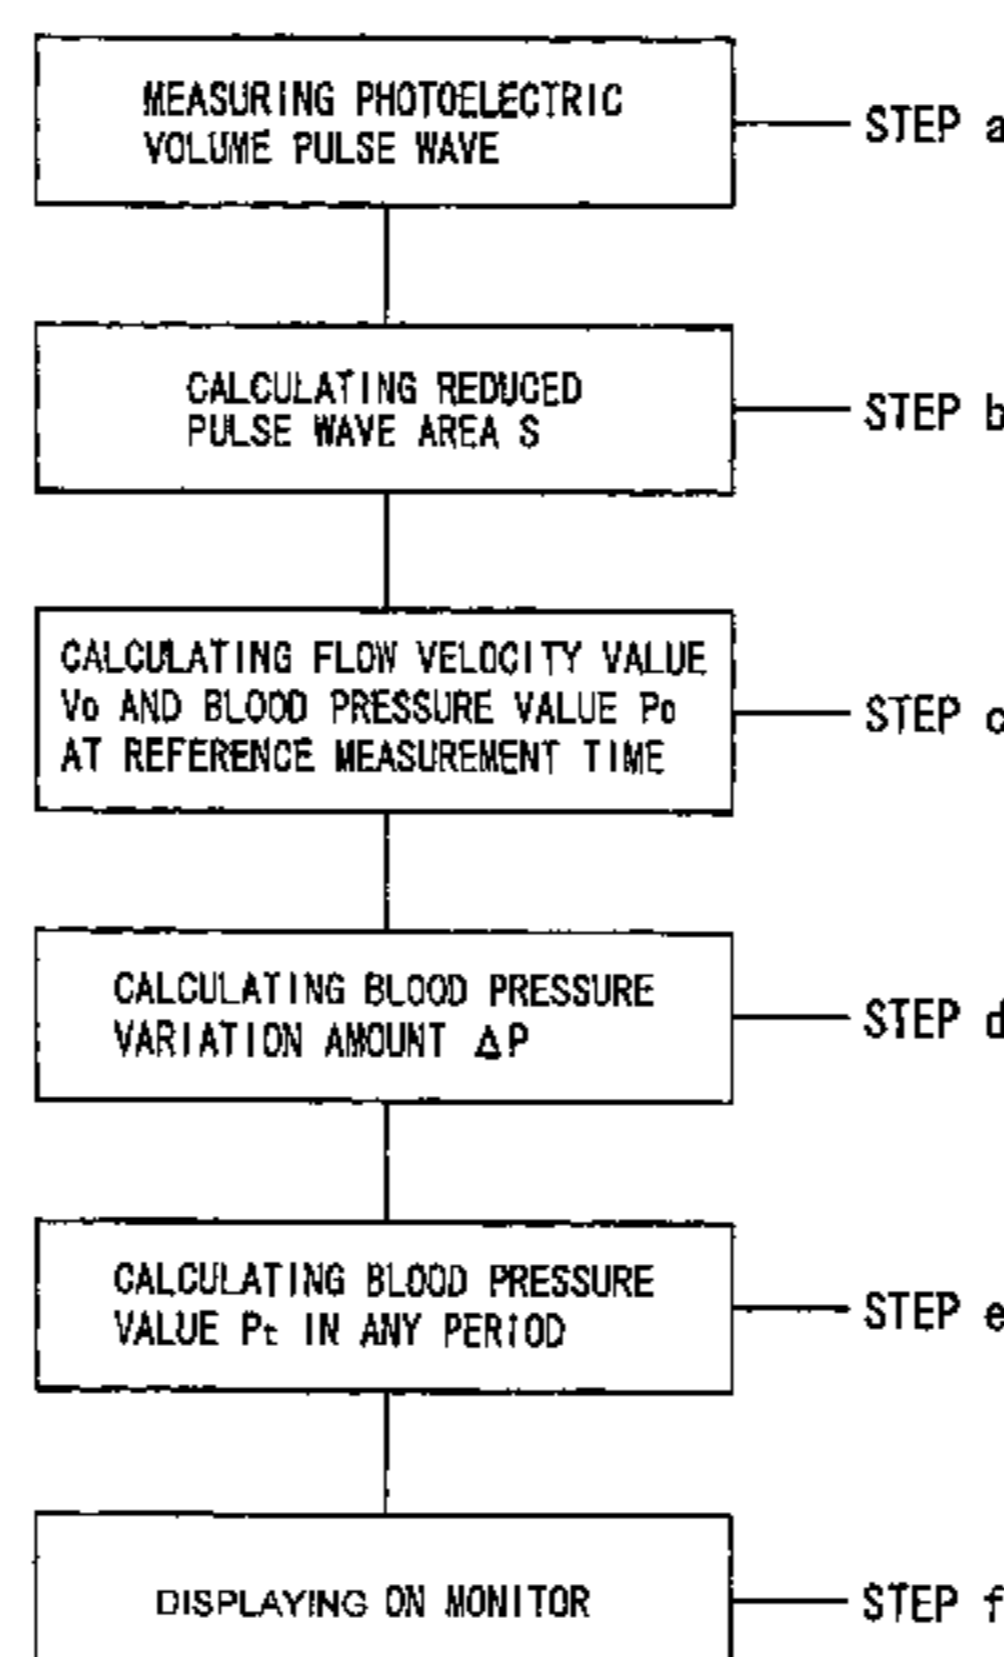 MEASURING PHOTOELECTRIC
VOLUME PULSE WAVE
STEP a
CALCULATING REDUCED
PULSE WAVE AREA S
STEP b
CALCULATING FLOW VELOCITY VALUE
Vo AND BLOOD PRESSURE VALUE Po
AT REFERENCE MEASUREMENT TIME
STEP c
CALCULATING BLOOD PRESSURE
VARIATION AMOUNT ΔP
STEP d
CALCULATING BLOOD PRESSURE
VALUE Pt IN ANY PERIOD
STEP e
DISPLAYING ON MONITOR
STEP f